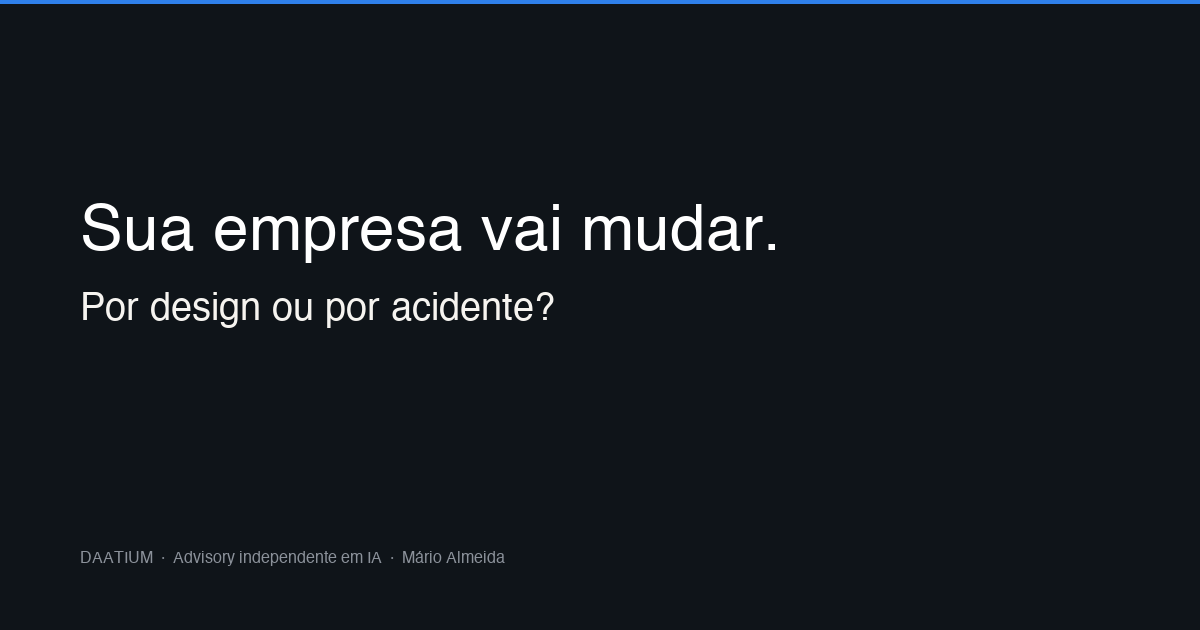 Sua empresa vai mudar.
Por design ou por acidente?
DAATIUM · Advisory independente em IA · Mário Almeida